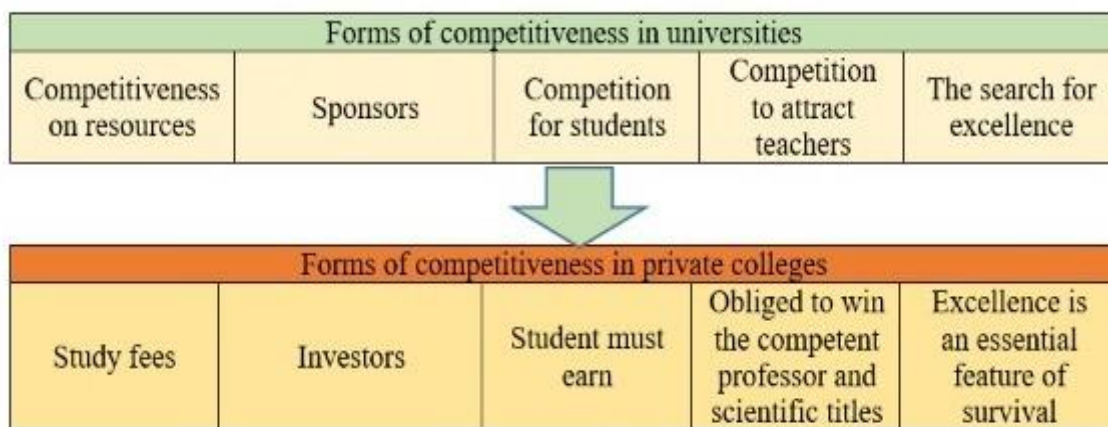 Forms of competitiveness in universities
Competitiveness
on resources
Sponsors
Competition
for students
Competition
to attract
teachers
The search for
excellence
Forms of competitiveness in private colleges
Study fees
Investors
Student must
earn
Obliged to win
the competent
professor and
scientific titles
Excellence is
an essential
feature of
survival